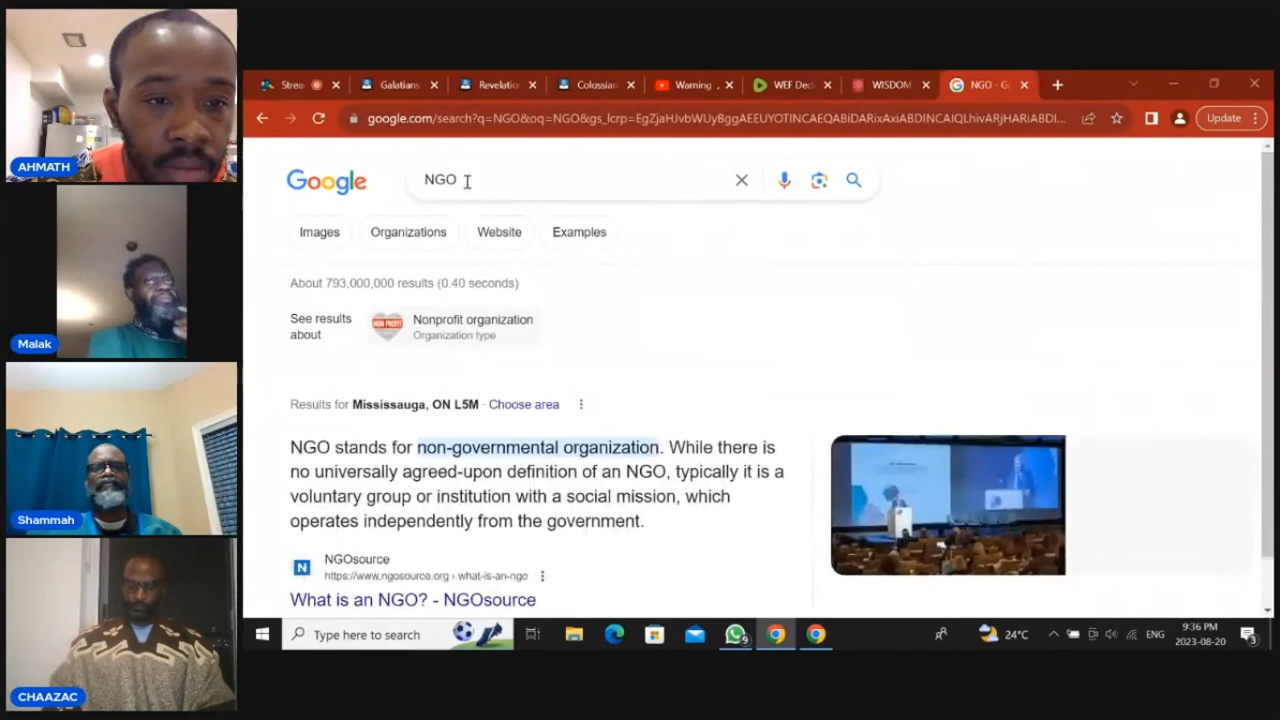 AHMATH
Malak
Shammah
CHAAZAC
Galatians
Revelatio
Colossian
Warning
WEF Dec
WISDOM
NGO - G
google.com/search?q=NGO&oq=NGO&gs_lcrp=EgZjaHJvbWUyBggAEEUYOTINCAEQABiDARixAxiABDINCAIQLhivARjHARiABDI...
Update
Google
NGO
Images
Organizations
Website
Examples
About 793,000,000 results (0.40 seconds)
See results
about
NON PROFIT
Nonprofit organization
Organization type
Results for Mississauga, ON L5M · Choose area
NGO stands for non-governmental organization. While there is
no universally agreed-upon definition of an NGO, typically it is a
voluntary group or institution with a social mission, which
operates independently from the government.
N
NGOsource
https://www.ngosource.org › what-is-an-ngo
What is an NGO? - NGOsource
Type here to search
9
24°C
ENG
9:36 PM
2023-08-20
3